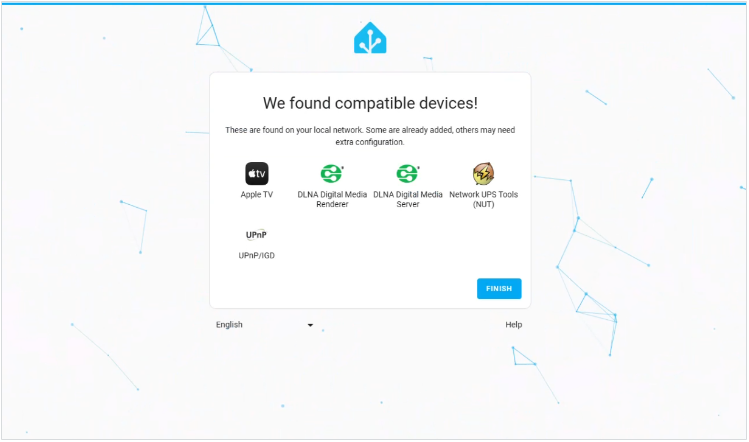 We found compatible devices!
These are found on your local network. Some are already added, others may need
extra configuration.
tv
Apple TV
DLNA Digital Media
Renderer
DLNA Digital Media
Server
Network UPS Tools
(NUT)
UPnP
UPnP/IGD
FINISH
English
Help